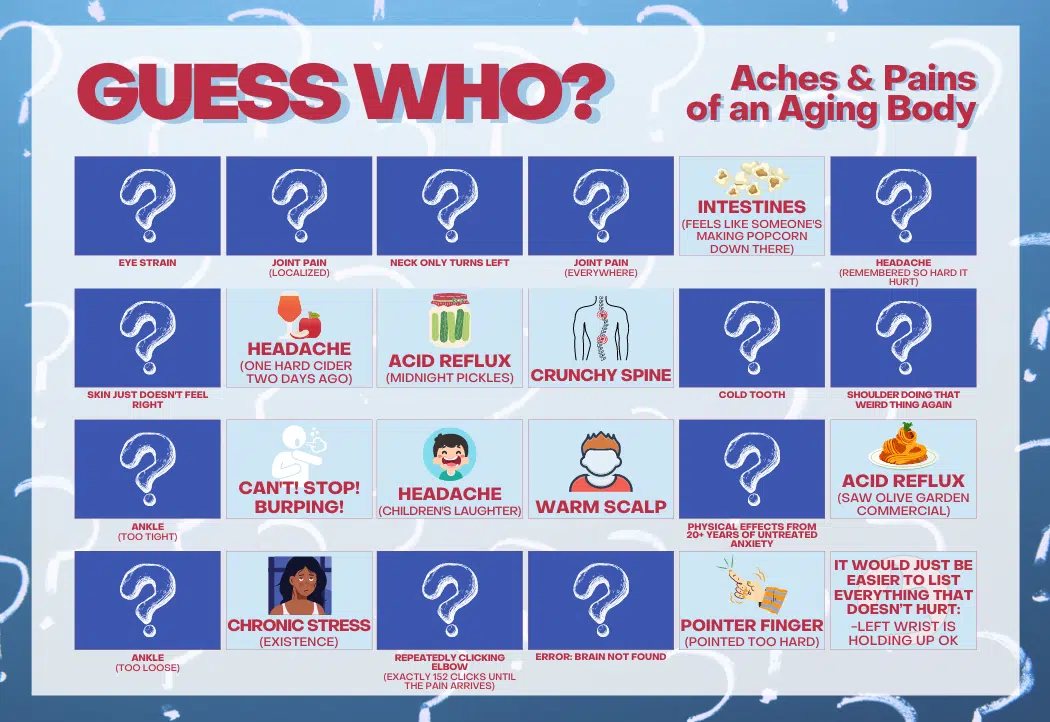 GUESS WHO?
Aches & Pains
of an Aging Body
EYE STRAIN
JOINT PAIN
(LOCALIZED)
NECK ONLY TURNS LEFT
JOINT PAIN
(EVERYWHERE)
INTESTINES
(FEELS LIKE SOMEONE'S
MAKING POPCORN
DOWN THERE)
HEADACHE
(REMEMBERED SO HARD IT
HURT)
SKIN JUST DOESN'T FEEL
RIGHT
HEADACHE
(ONE HARD CIDER
TWO DAYS AGO)
ACID REFLUX
(MIDNIGHT PICKLES)
CRUNCHY SPINE
COLD TOOTH
SHOULDER DOING THAT
WEIRD THING AGAIN
ANKLE
(TOO TIGHT)
CAN'T! STOP!
BURPING!
HEADACHE
(CHILDREN'S LAUGHTER)
WARM SCALP
PHYSICAL EFFECTS FROM
20+ YEARS OF UNTREATED
ANXIETY
ACID REFLUX
(SAW OLIVE GARDEN
COMMERCIAL)
ANKLE
(TOO LOOSE)
CHRONIC STRESS
(EXISTENCE)
REPEATEDLY CLICKING
ELBOW
(EXACTLY 152 CLICKS UNTIL
THE PAIN ARRIVES)
ERROR: BRAIN NOT FOUND
POINTER FINGER
(POINTED TOO HARD)
IT WOULD JUST BE
EASIER TO LIST
EVERYTHING THAT
DOESN'T HURT:
-LEFT WRIST IS
HOLDING UP OK